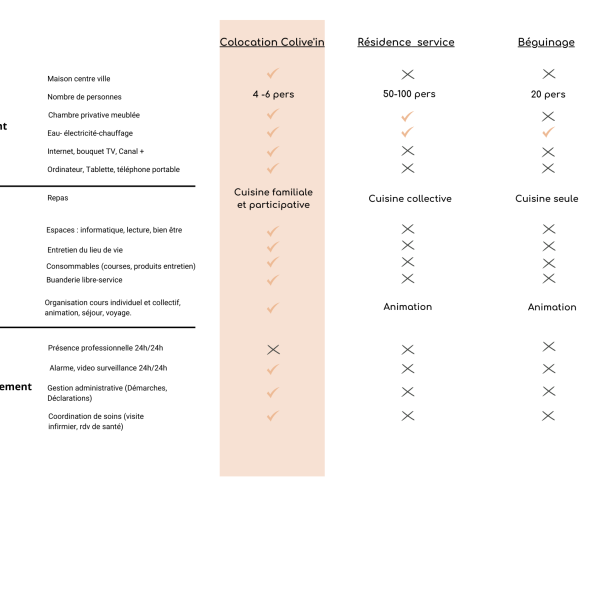 Colocation Colive'in Résidence service Béguinage
Maison centre ville
Nombre de personnes 4 -6 pers 50-100 pers 20 pers
Chambre privative meublée
nt
Eau- électricité-chauffage
Internet, bouquet TV, Canal +
Ordinateur, Tablette, téléphone portable
Repas Cuisine familiale et participative Cuisine collective Cuisine seule
Espaces : informatique, lecture, bien être
Entretien du lieu de vie
Consommables (courses, produits entretien)
Buanderie libre-service
Organisation cours individuel et collectif,
animation, séjour, voyage. Animation Animation
Présence professionnelle 24h/24h
Alarme, video surveillance 24h/24h
ement
Gestion administrative (Démarches,
Déclarations)
Coordination de soins (visite
infirmier, rdv de santé)